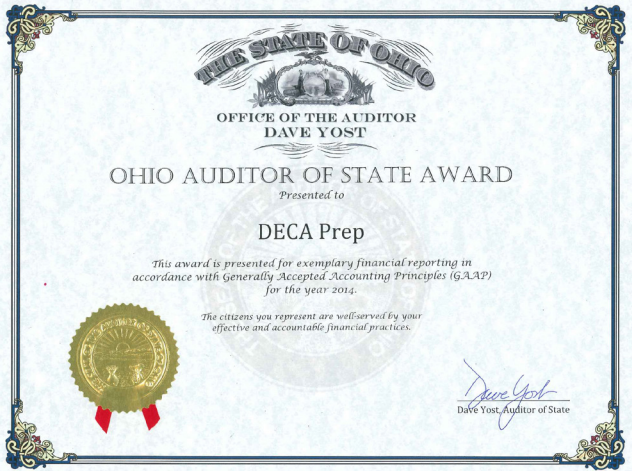 THE STATE OF OHIO
OFFICE OF THE AUDITOR
DAVE YOST
OHIO AUDITOR OF STATE AWARD
Presented to
DECA Prep
This award is presented for exemplary financial reporting in
accordance with Generally Accepted Accounting Principles (GAAP)
for the year 2014.
The citizens you represent are well-served by your
effective and accountable financial practices.
Dave Yost
Dave Yost, Auditor of State